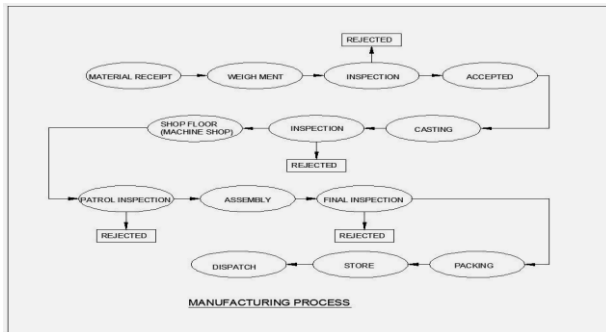 REJECTED
MATERIAL RECEIPT
WEIGH MENT
INSPECTION
ACCEPTED
SHOP FLOOR
(MACHINE SHOP)
INSPECTION
CASTING
REJECTED
PATROL INSPECTION
ASSEMBLY
FINAL INSPECTION
REJECTED
REJECTED
DISPATCH
STORE
PACKING
MANUFACTURING PROCESS